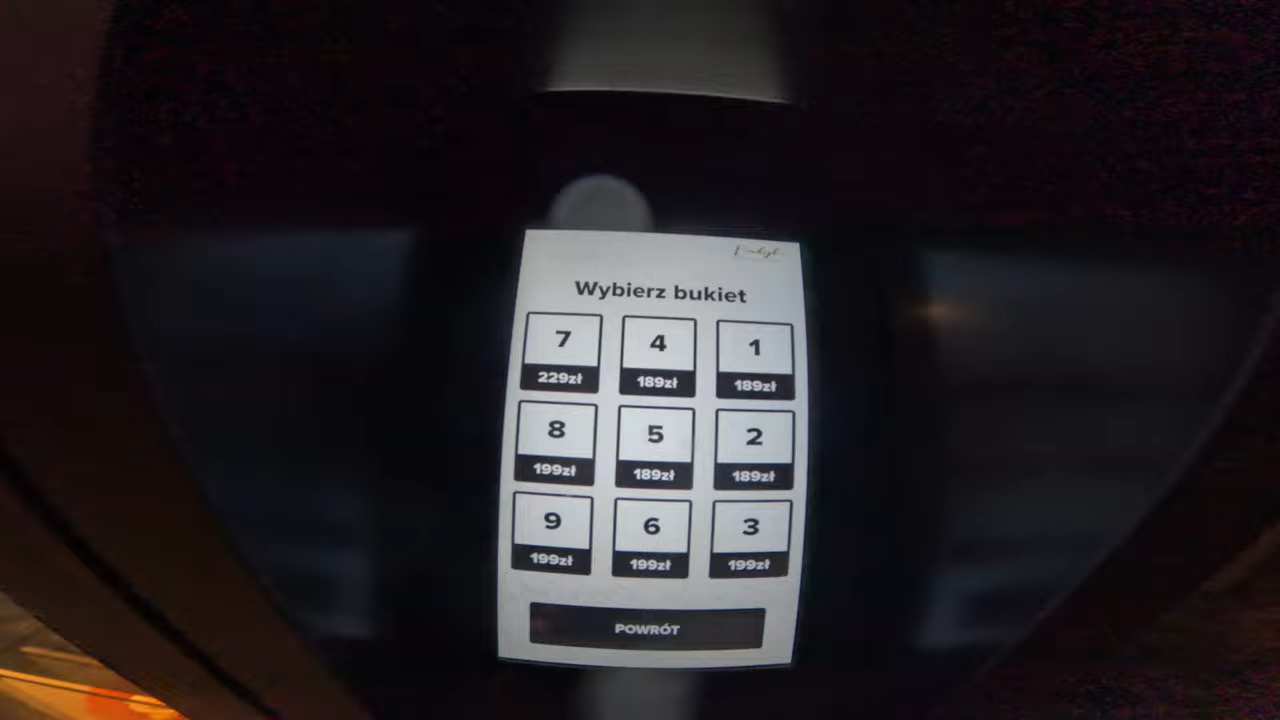 Wybierz bukiet
7 4 1
229zł 189zł 189zł
8 5 2
199zł 189zł 189zł
9 6 3
199zł 199zł 199zł
POWRÓT